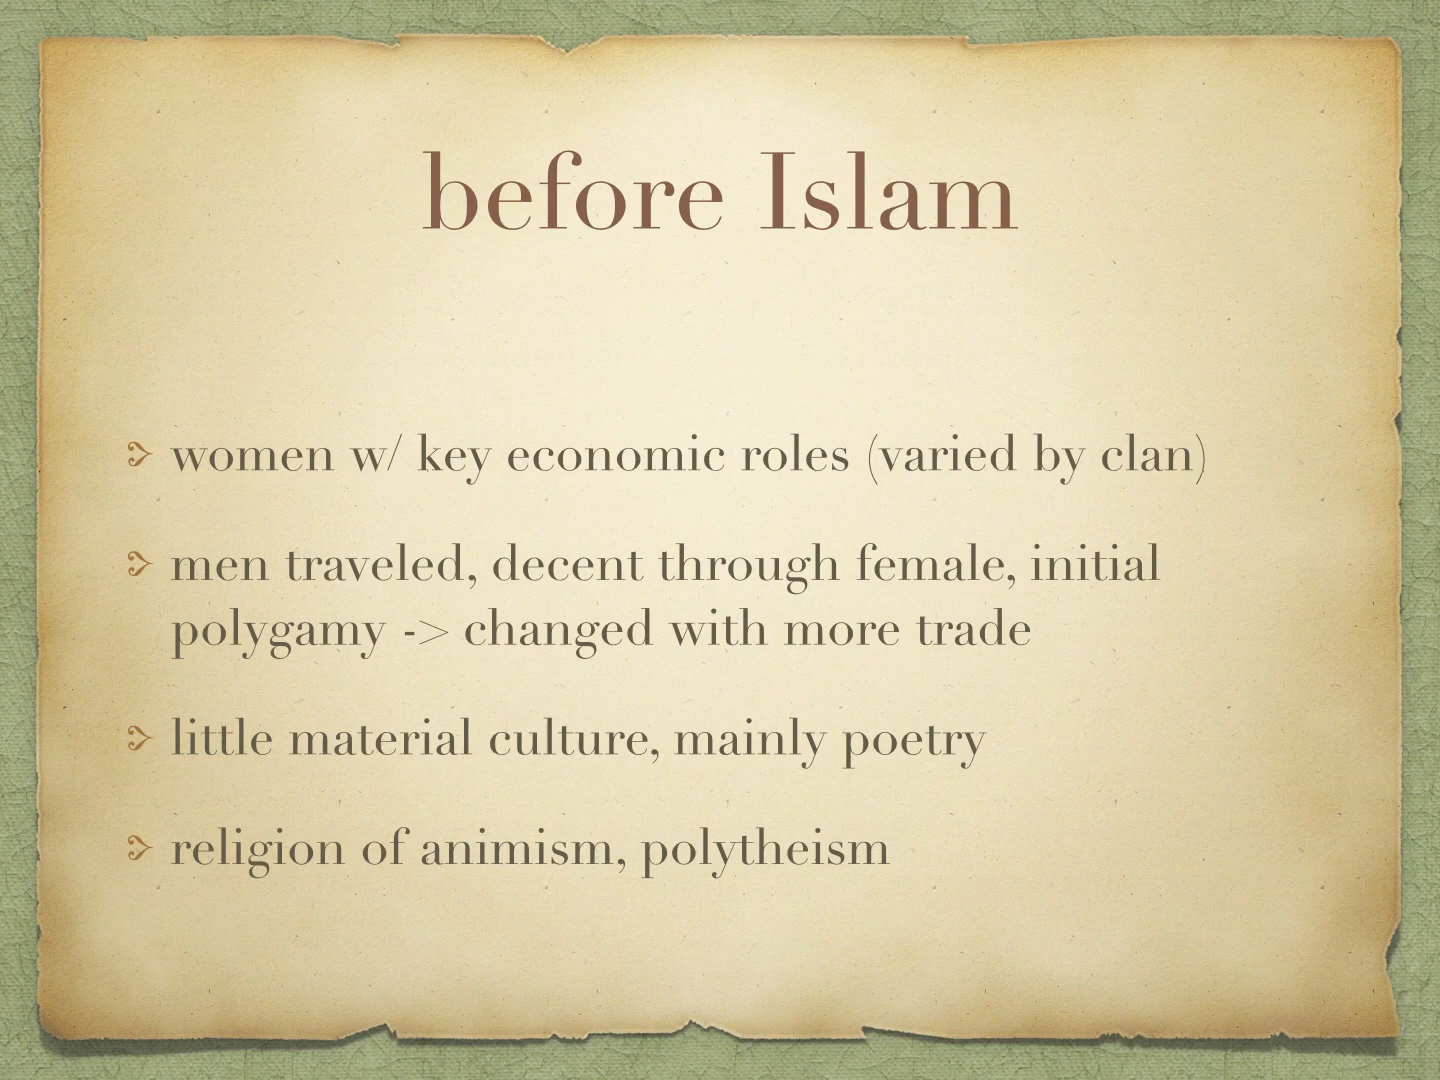 before Islam
women w/ key economic roles (varied by clan)
men traveled, decent through female, initial
polygamy -> changed with more trade
little material culture, mainly poetry
religion of animism, polytheism